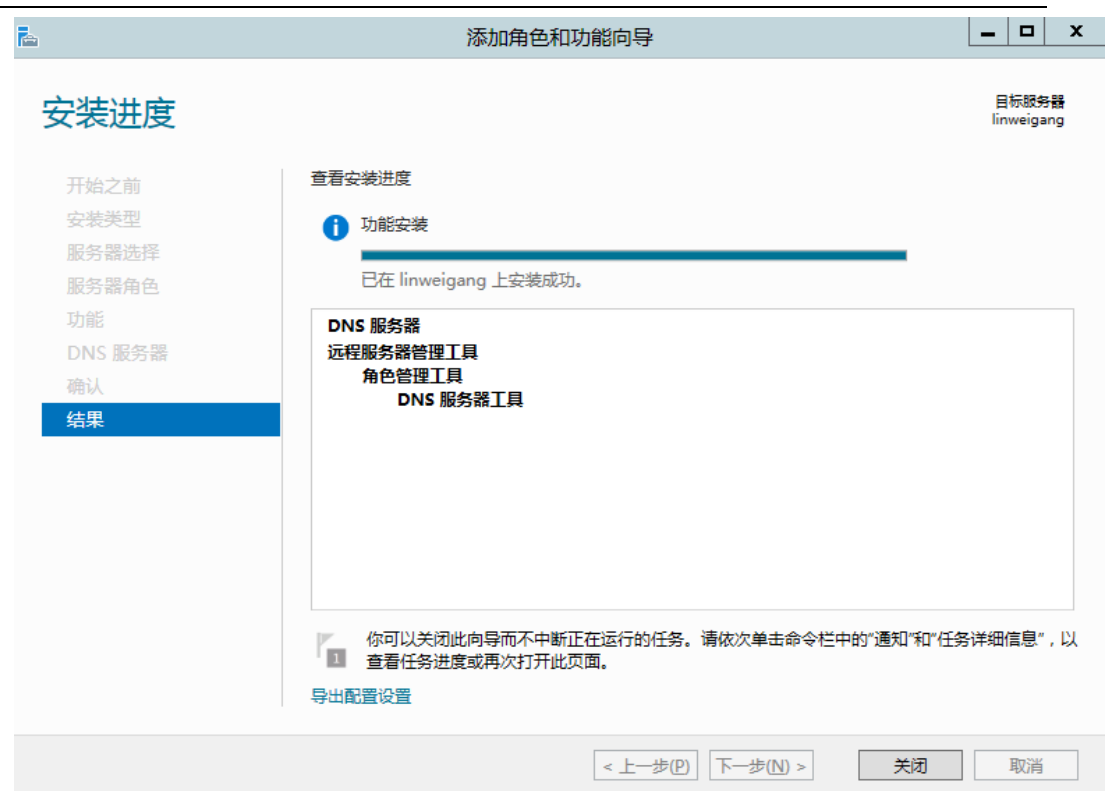 添加角色和功能向导
安装进度
目标服务器
linweigang
开始之前
安装类型
服务器选择
服务器角色
功能
DNS 服务器
确认
结果
查看安装进度
功能安装
已在 linweigang 上安装成功。
DNS 服务器
远程服务器管理工具
角色管理工具
DNS 服务器工具
1
你可以关闭此向导而不中断正在运行的任务。请依次单击命令栏中的“通知”和“任务详细信息”，以
查看任务进度或再次打开此页面。
导出配置设置
< 上一步(P)
下一步(N) >
关闭
取消